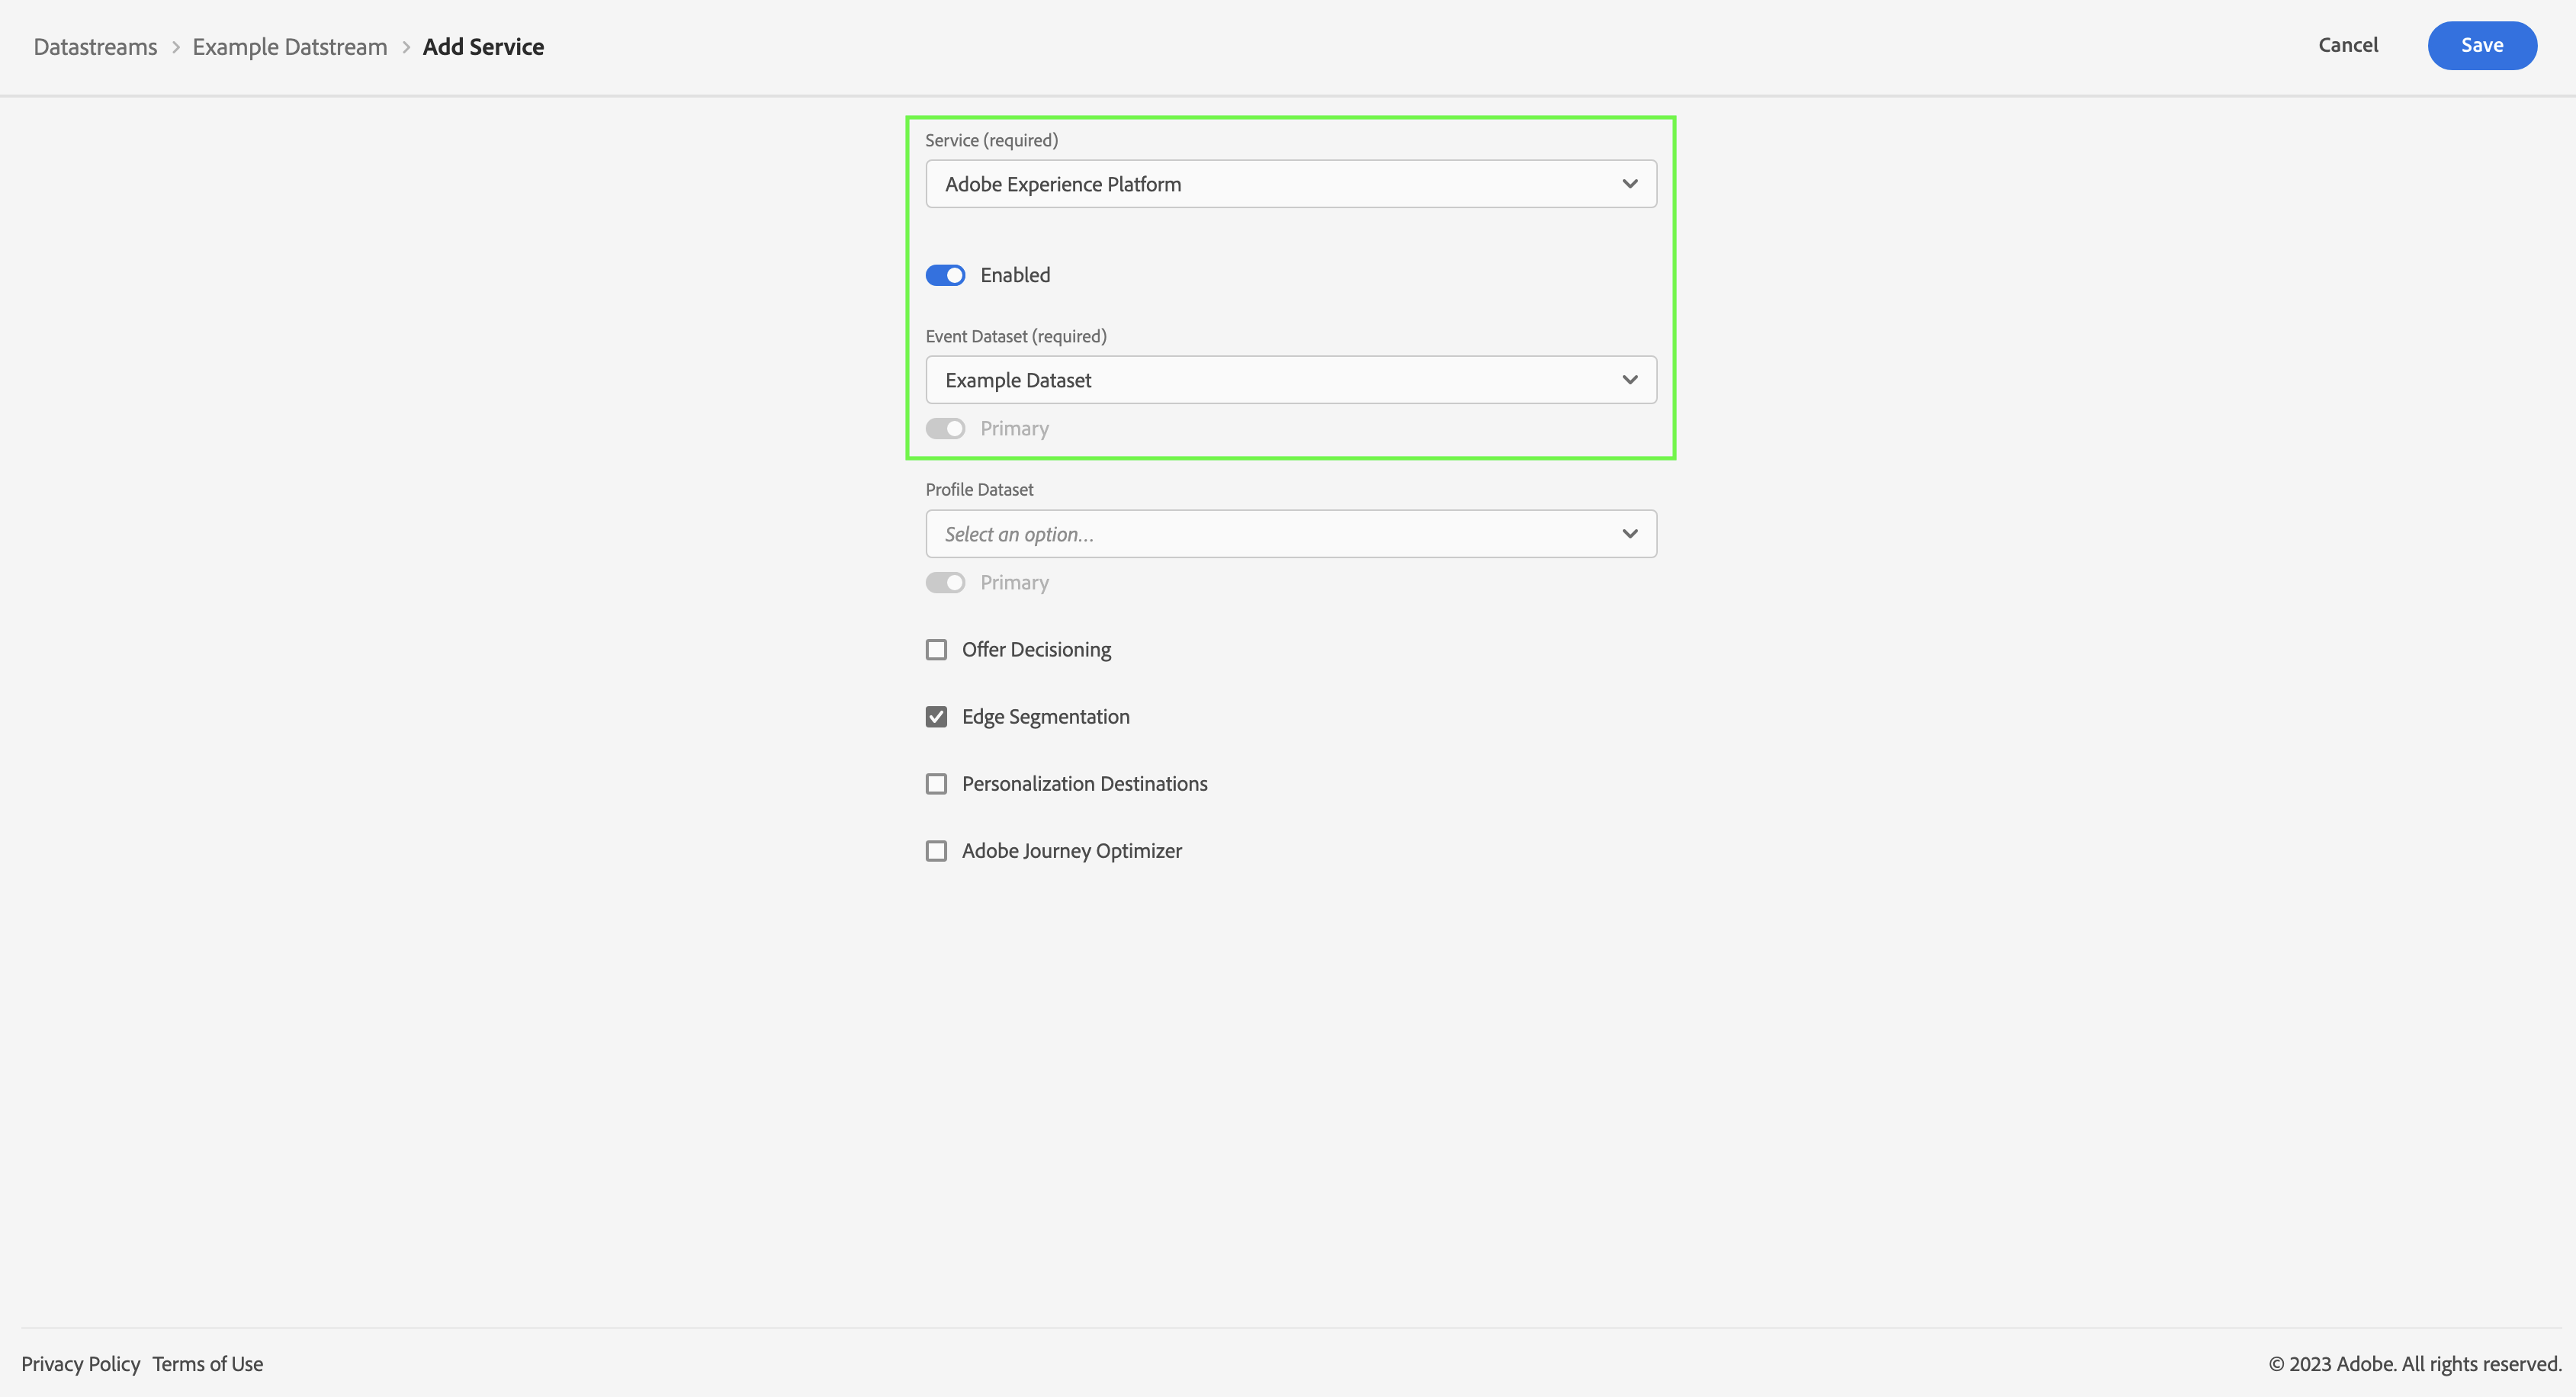 Datastreams > Example Datstream > Add Service
Cancel
Save
Service (required)
Adobe Experience Platform
Enabled
Event Dataset (required)
Example Dataset
Primary
Profile Dataset
Select an option...
Primary
Offer Decisioning
Edge Segmentation
Personalization Destinations
Adobe Journey Optimizer
Privacy Policy Terms of Use
© 2023 Adobe. All rights reserved.